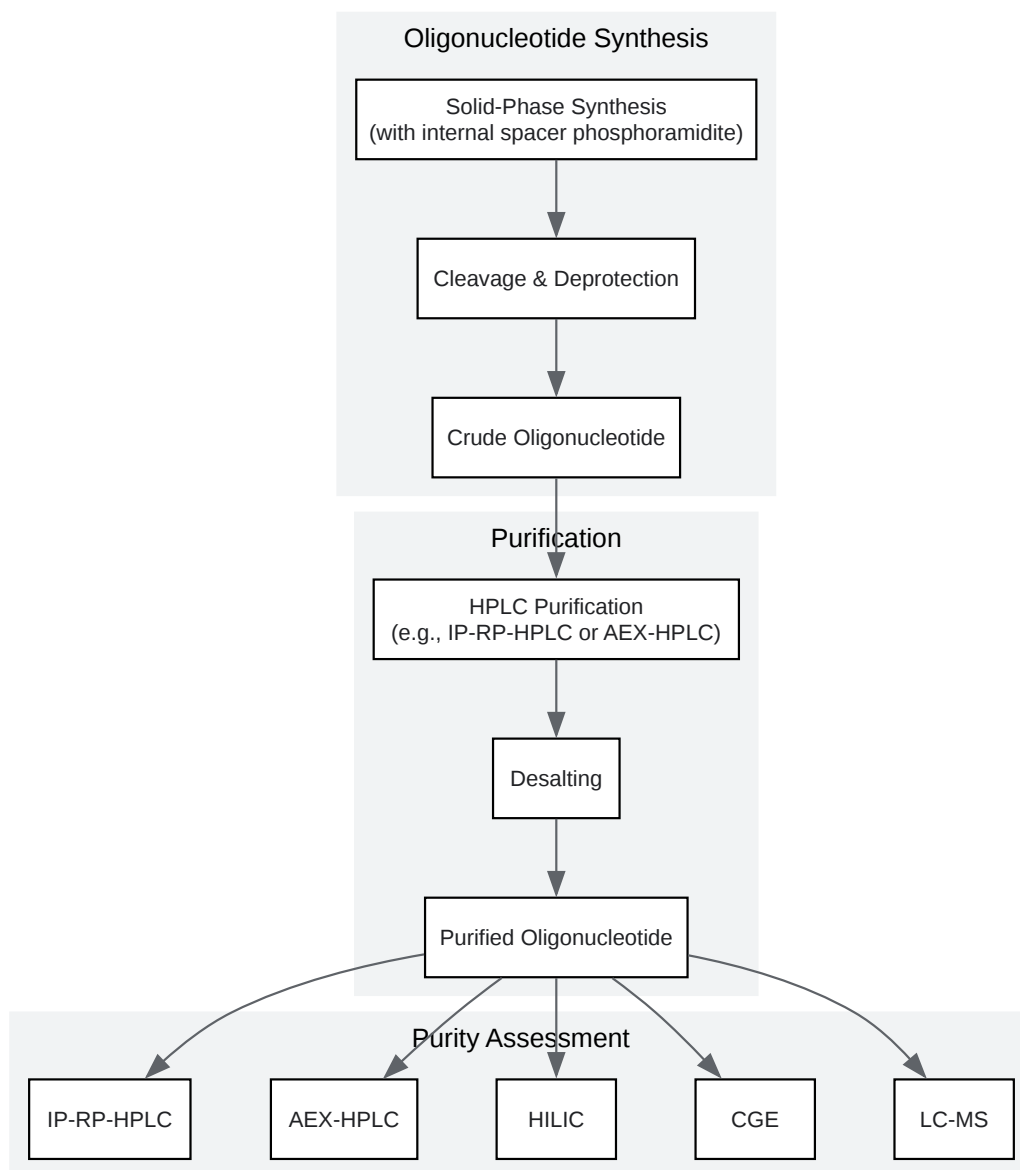 Oligonucleotide Synthesis
Solid-Phase Synthesis
(with internal spacer phosphoramidite)
Cleavage & Deprotection
Crude Oligonucleotide
Purification
HPLC Purification
(e.g., IP-RP-HPLC or AEX-HPLC)
Desalting
Purified Oligonucleotide
Purity Assessment
IP-RP-HPLC
AEX-HPLC
HILIC
CGE
LC-MS